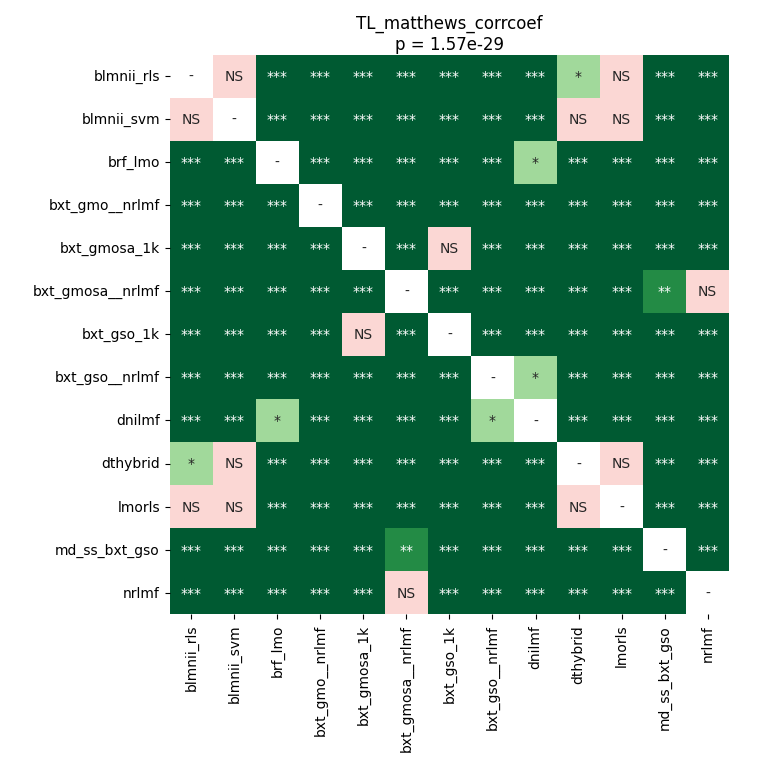 TL_matthews_corrcoef
p = 1.57e-29
blmnii_rls - NS *** *** *** *** *** *** *** * NS *** ***
blmnii_svm NS - *** *** *** *** *** *** *** NS NS *** ***
brf_lmo *** *** - *** *** *** *** *** * *** *** *** ***
bxt_gmo__nrlmf *** *** *** - *** *** *** *** *** *** *** *** ***
bxt_gmosa_1k *** *** *** *** - *** NS *** *** *** *** *** ***
bxt_gmosa__nrlmf *** *** *** *** *** - *** *** *** *** *** ** NS
bxt_gso_1k *** *** *** *** NS *** - *** *** *** *** *** ***
bxt_gso__nrlmf *** *** *** *** *** *** *** - * *** *** *** ***
dnilmf *** *** * *** *** *** *** * - *** *** *** ***
dthybrid * NS *** *** *** *** *** *** *** - NS *** ***
lmorls NS NS *** *** *** *** *** *** *** NS - *** ***
md_ss_bxt_gso *** *** *** *** *** ** *** *** *** *** *** - ***
nrlmf *** *** *** *** *** NS *** *** *** *** *** *** -
blmnii_rls
blmnii_svm
brf_lmo
bxt_gmo__nrlmf
bxt_gmosa_1k
bxt_gmosa__nrlmf
bxt_gso_1k
bxt_gso__nrlmf
dnilmf
dthybrid
lmorls
md_ss_bxt_gso
nrlmf